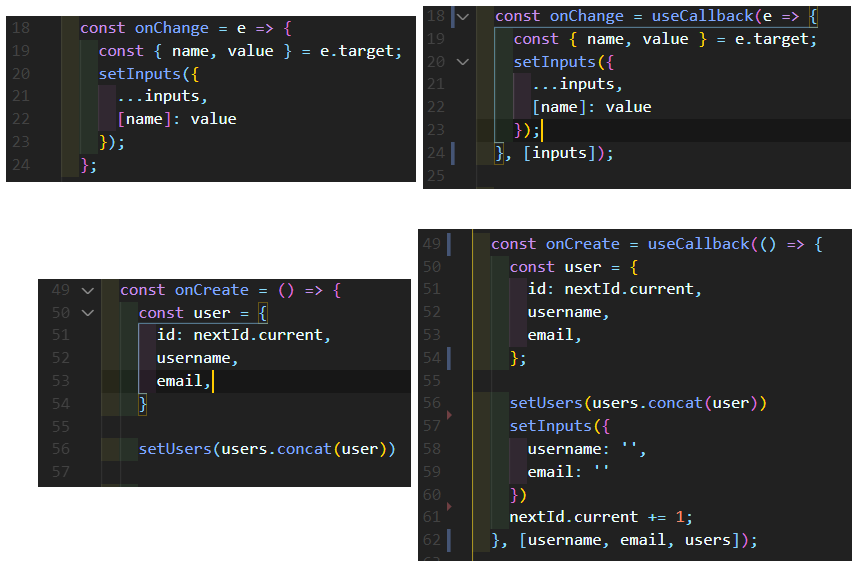 18 const onChange = e => {
19 const { name, value } = e.target;
20 setInputs({
21 ...inputs,
22 [name]: value
23 });
24 };
18 const onChange = useCallback(e => {
19 const { name, value } = e.target;
20 setInputs({
21 ...inputs,
22 [name]: value
23 });
24 }, [inputs]);
25
49 const onCreate = () => {
50 const user = {
51 id: nextId.current,
52 username,
53 email,
54 }
55
56 setUsers(users.concat(user))
57
49 const onCreate = useCallback(() => {
50 const user = {
51 id: nextId.current,
52 username,
53 email,
54 };
55
56 setUsers(users.concat(user))
57 setInputs({
58 username: '',
59 email: ''
60 })
61 nextId.current += 1;
62 }, [username, email, users]);